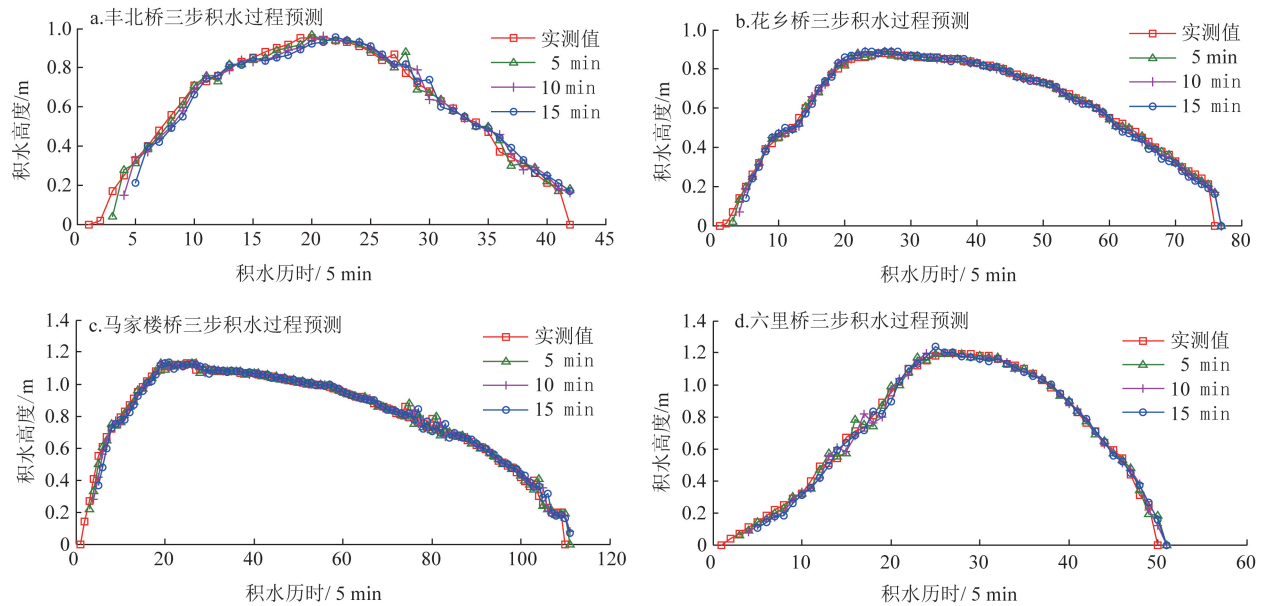 a.丰北桥三步积水过程预测
1.0
0.8
0.6
0.4
0.2
0
积水高度/m
实测值
5 min
10 min
15 min
0 5 10 15 20 25 30 35 40 45
积水历时/ 5 min
b.花乡桥三步积水过程预测
1.0
0.8
0.6
0.4
0.2
0
积水高度/m
实测值
5 min
10 min
15 min
0 10 20 30 40 50 60 70 80
积水历时/ 5 min
c.马家楼桥三步积水过程预测
1.4
1.2
1.0
0.8
0.6
0.4
0.2
0
积水高度/m
实测值
5 min
10 min
15 min
0 20 40 60 80 100 120
积水历时/ 5 min
d.六里桥三步积水过程预测
1.4
1.2
1.0
0.8
0.6
0.4
0.2
0
积水高度/m
实测值
5 min
10 min
15 min
0 10 20 30 40 50 60
积水历时/ 5 min